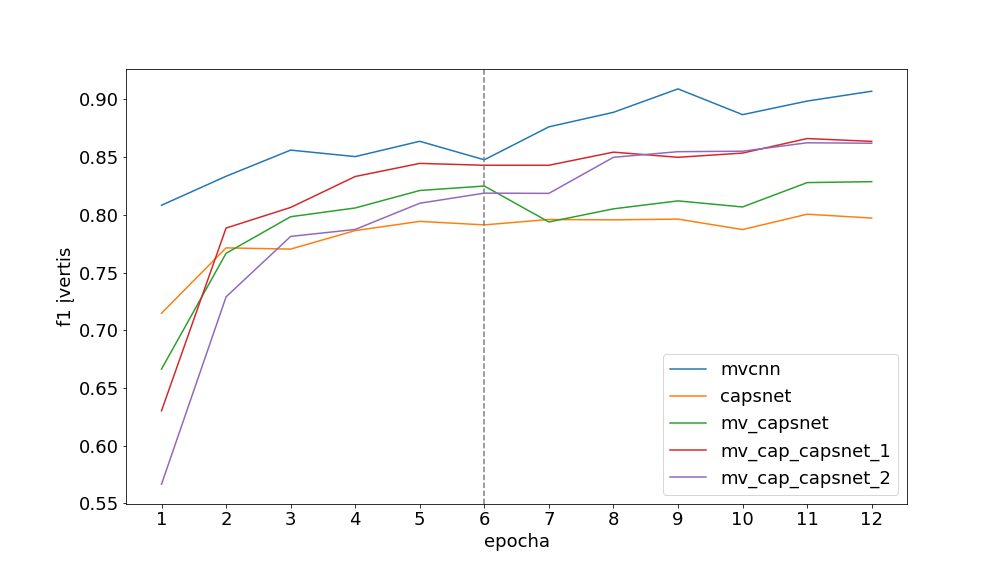 0.90
0.85
0.80
0.75
0.70
0.65
0.60
0.55
f1 įvertis
1 2 3 4 5 6 7 8 9 10 11 12
epocha
mvcnn
capsnet
mv_capsnet
mv_cap_capsnet_1
mv_cap_capsnet_2